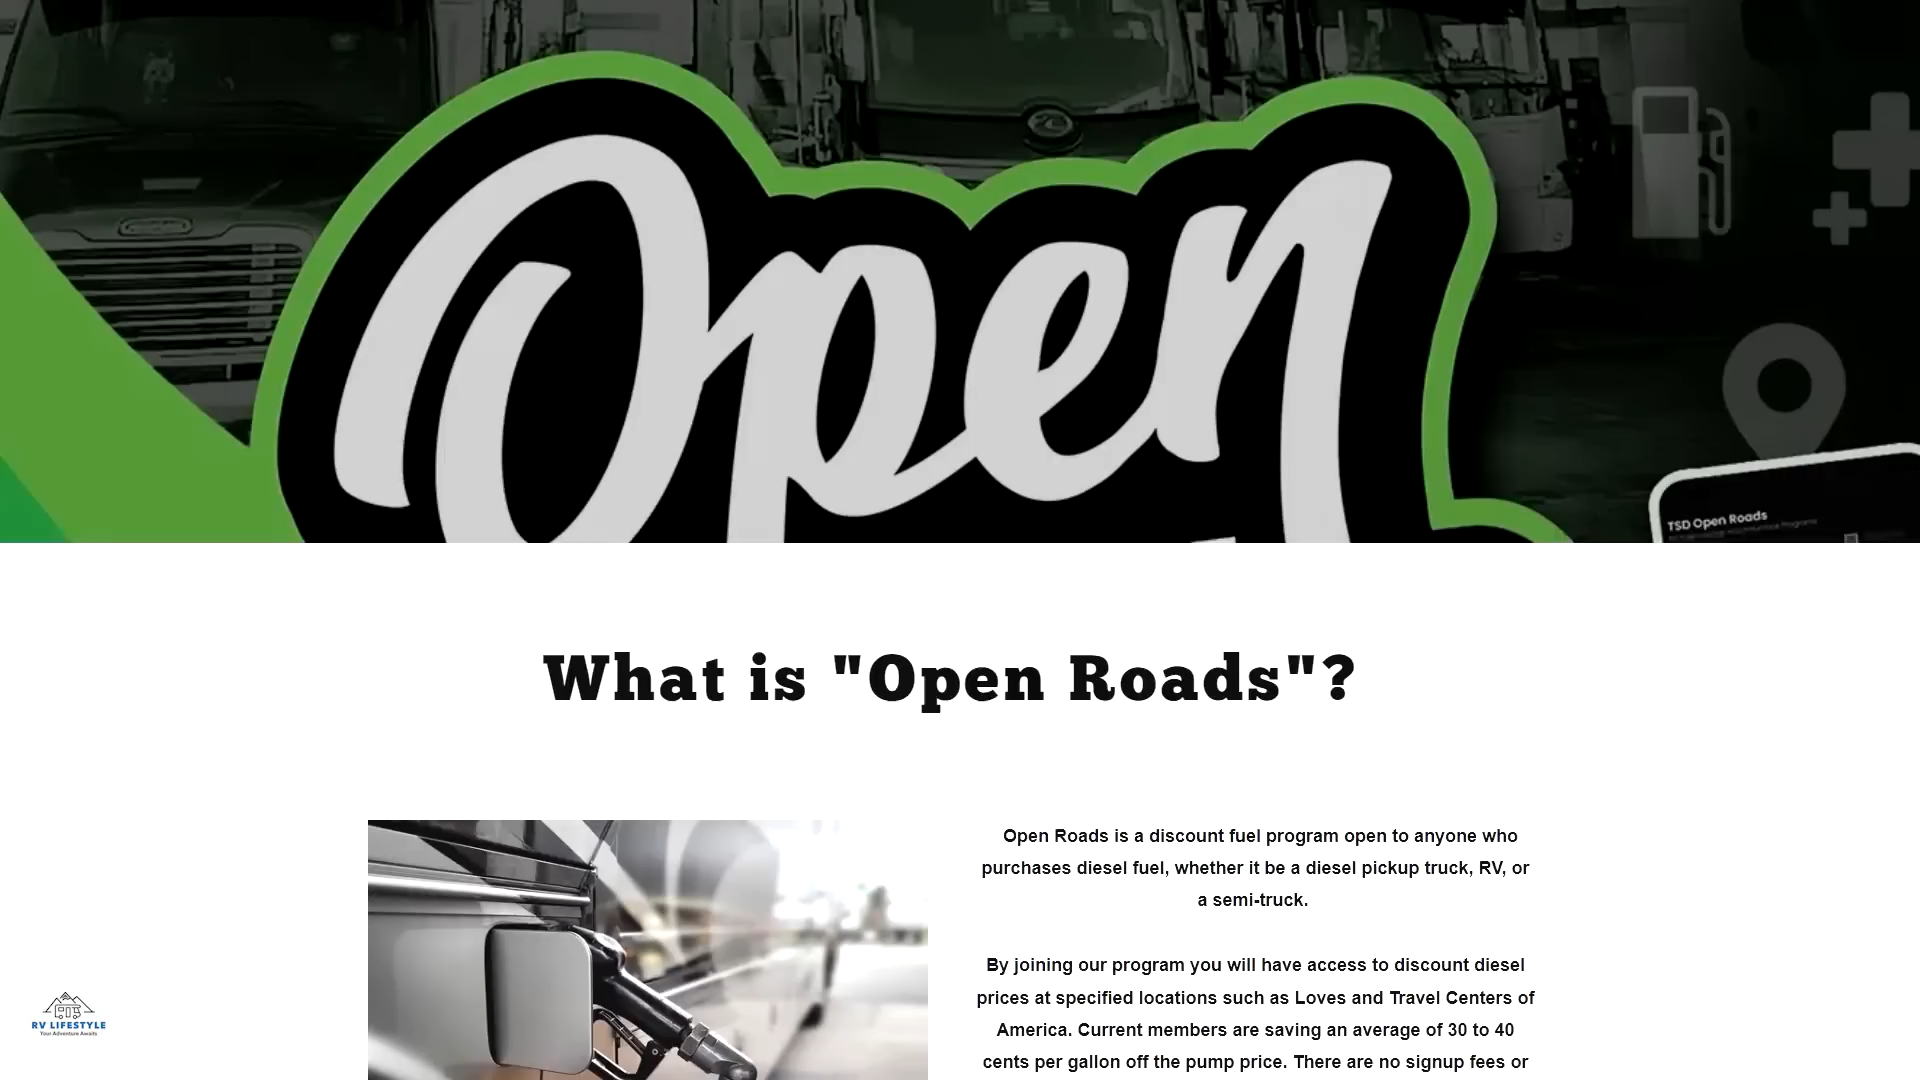 Open
TSD Open Roads
What is "Open Roads"?
Open Roads is a discount fuel program open to anyone who
purchases diesel fuel, whether it be a diesel pickup truck, RV, or
a semi-truck.
By joining our program you will have access to discount diesel
prices at specified locations such as Loves and Travel Centers of
America. Current members are saving an average of 30 to 40
cents per gallon off the pump price. There are no signup fees or
RV LIFESTYLE
Your Adventure Awaits